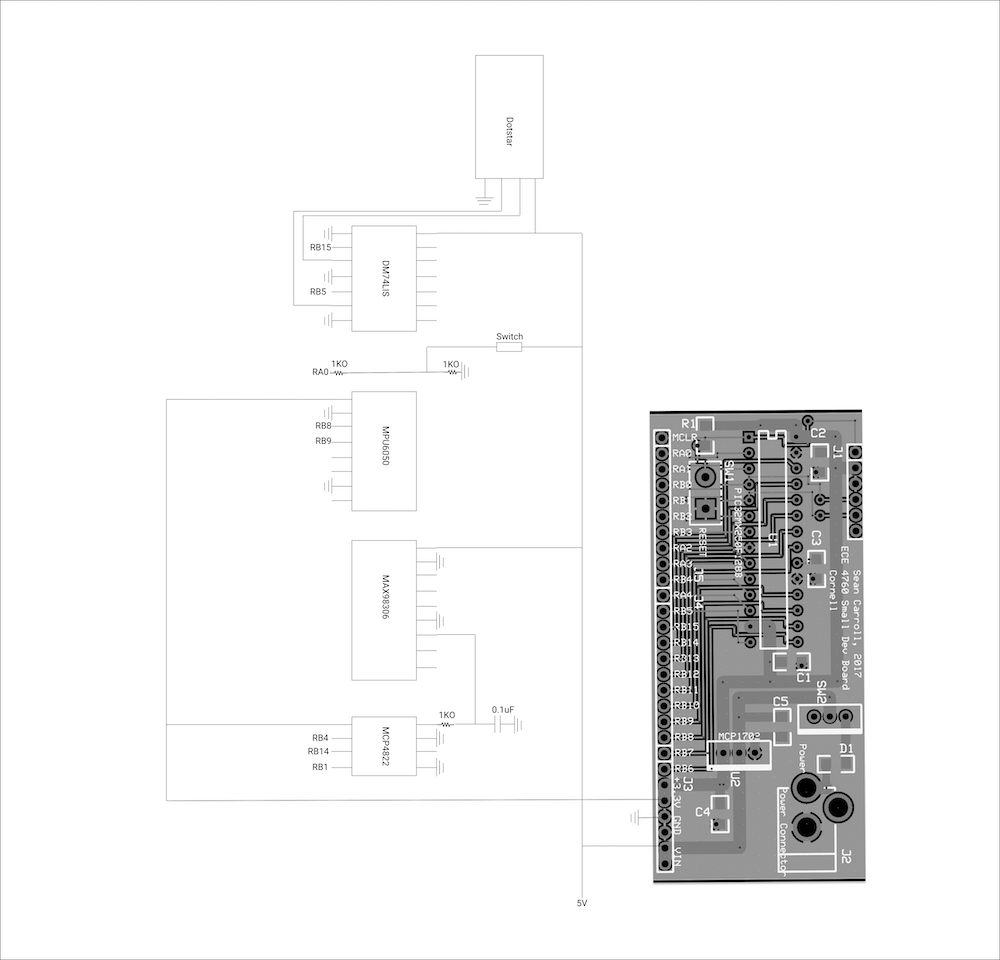 Dotstar
RB15
DM74LIS
RB5
Switch
1KO
1KO
RA0
RB8
RB9
MPU6050
MAX98306
1KO
0.1uF
RB4
RB14
RB1
MCP4822
5V
R1
MCLR
RA0
RA1
RB0
RB1
RB2
RB3
RA2
RA3
RB4
RA4
RB5
RB15
RB14
RB13
RB12
RB11
RB10
RB9
RB8
RB7
RB6
+3.3V
GND
VIN
SW1
RESET
PIC32MX250F128B
U1
J5
J4
J3
C2
J1
C3
Sean Carroll, 2017
ECE 4760 Small Dev Board
Cornell
C1
SW2
C5
MCP1702
U2
D1
Power
C4
Power Connector
J2